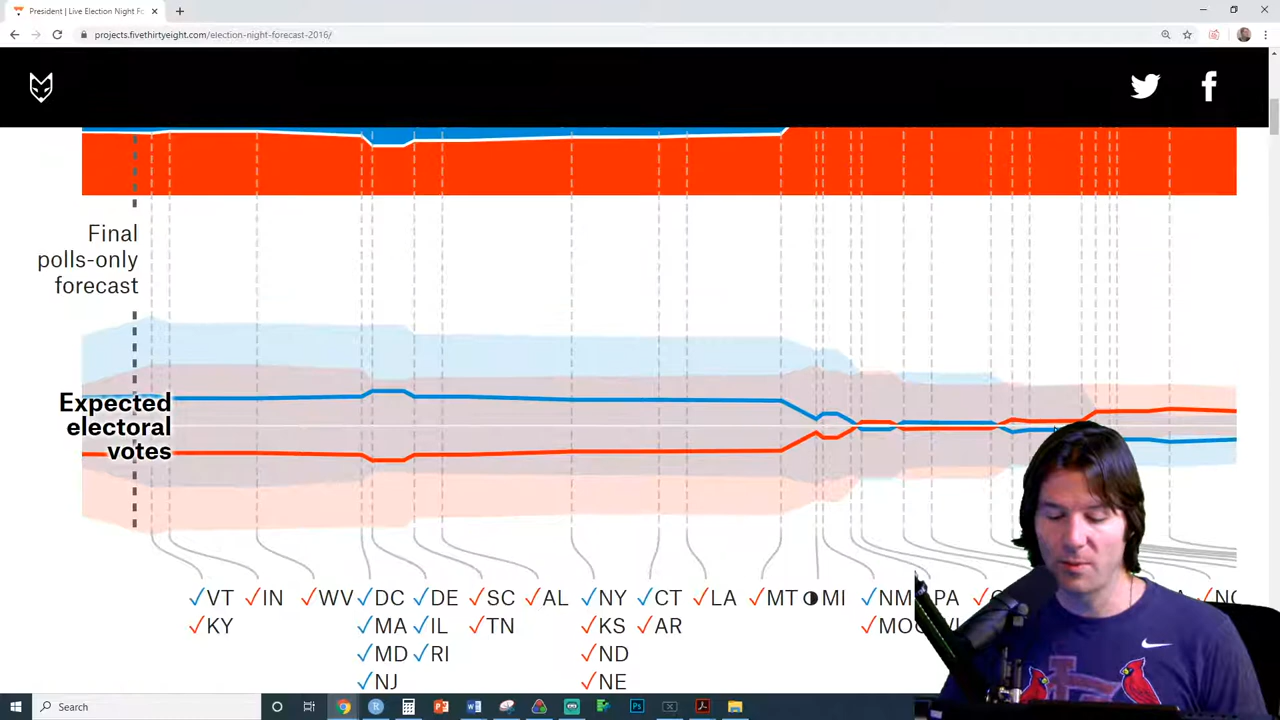 President | Live Election Night Fo
projects.fivethirtyeight.com/election-night-forecast-2016/
Final
polls-only
forecast
Expected
electoral
votes
VT IN WV DC DE SC AL NY CT LA MT MI NM PA
KY MA IL TN KS AR MO
MD RI ND
NJ NE
Search